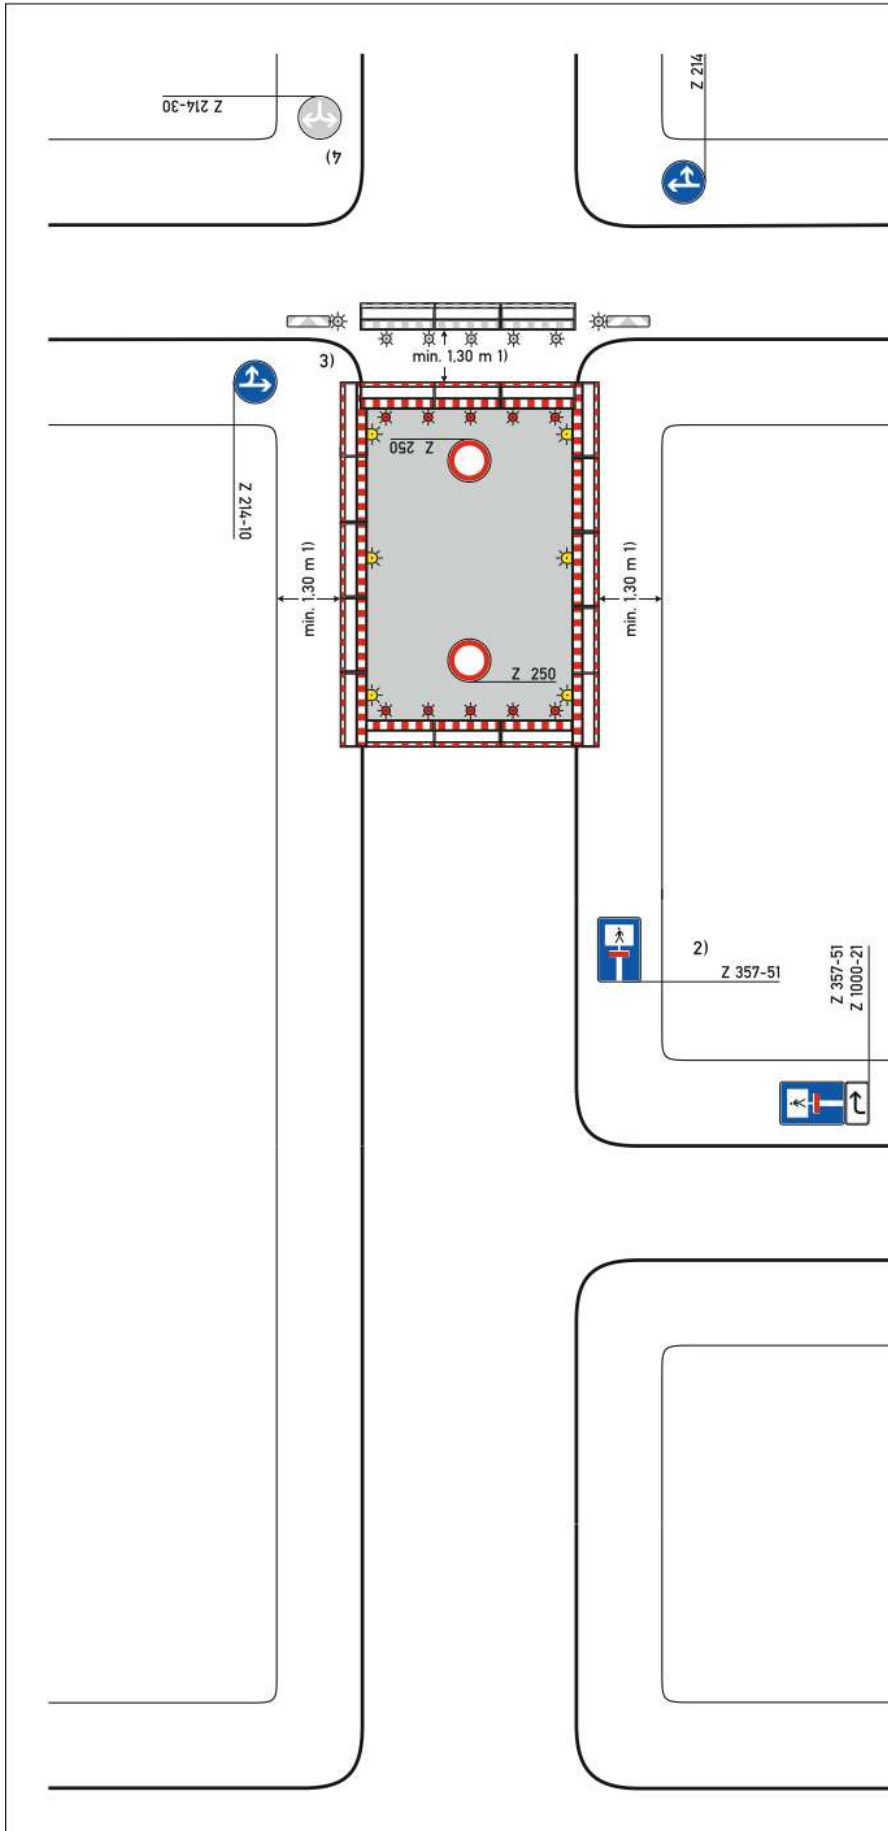 Z 214
Z 214-30
4)
3)
min. 1,30 m 1)
Z 250
Z 214-10
min. 1,30 m 1)
min. 1,30 m 1)
Z 250
2)
Z 357-51
Z 357-51
Z 1000-21